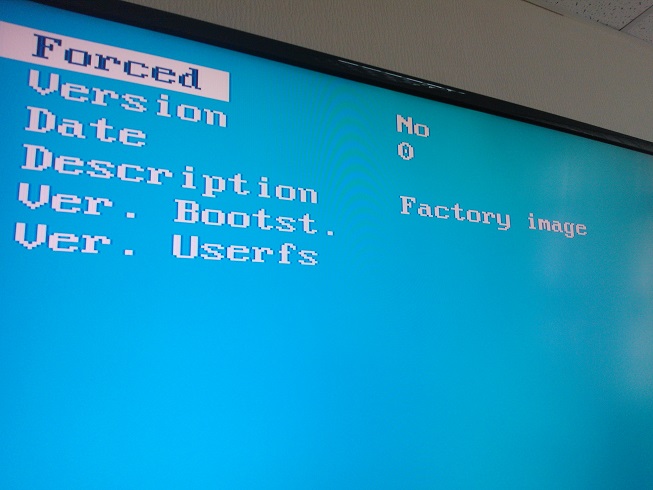 Forced No
Version 0
Date
Description Factory image
Ver. Bootst.
Ver. Userfs